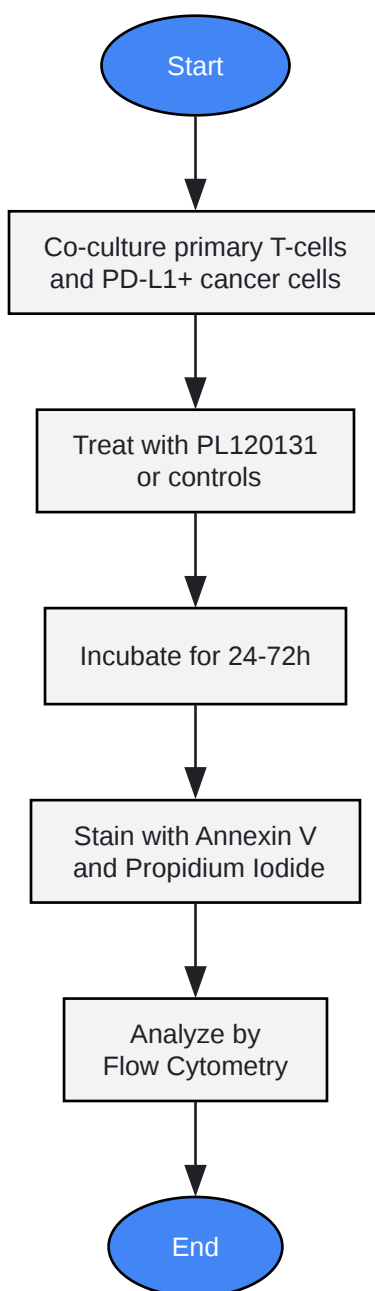 Start
Co-culture primary T-cells
and PD-L1+ cancer cells
Treat with PL120131
or controls
Incubate for 24-72h
Stain with Annexin V
and Propidium Iodide
Analyze by
Flow Cytometry
End